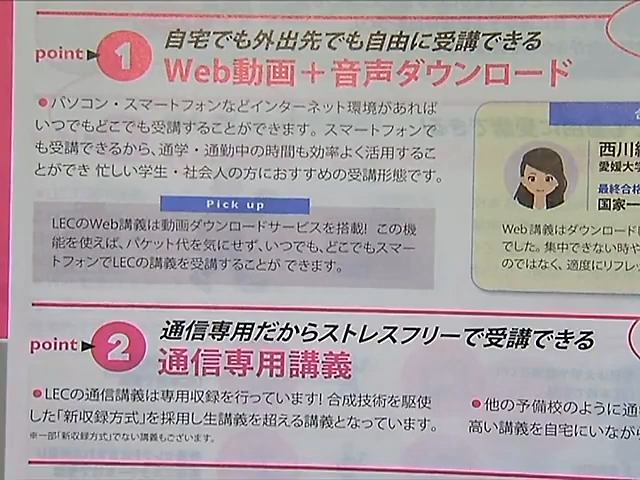 point 1 自宅でも外出先でも自由に受講できる
Web動画＋音声ダウンロード
●パソコン・スマートフォンなどインターネット環境があれば
いつでもどこでも受講することができます。スマートフォンで
も受講できるから、通学・通勤中の時間も効率よく活用するこ
とができ 忙しい学生・社会人の方におすすめの受講形態です。
Pick up
LECのWeb講義は動画ダウンロードサービスを搭載! この機
能を使えば、パケット代を気にせず、いつでも、どこでもスマー
トフォンでLECの講義を受講することが できます。
西川
愛媛大
最終合格
国家一
Web講義はダウンロード
でした。集中できない時や
のではなく、適度にリフレッ
point 2 通信専用だからストレスフリーで受講できる
通信専用講義
●LECの通信講義は専用収録を行っています! 合成技術を駆使
した「新収録方式」を採用し生講義を超える講義となっています。
※一部「新収録方式」でない講義もございます。
●他の予備校のように通
高い講義を自宅にいなが